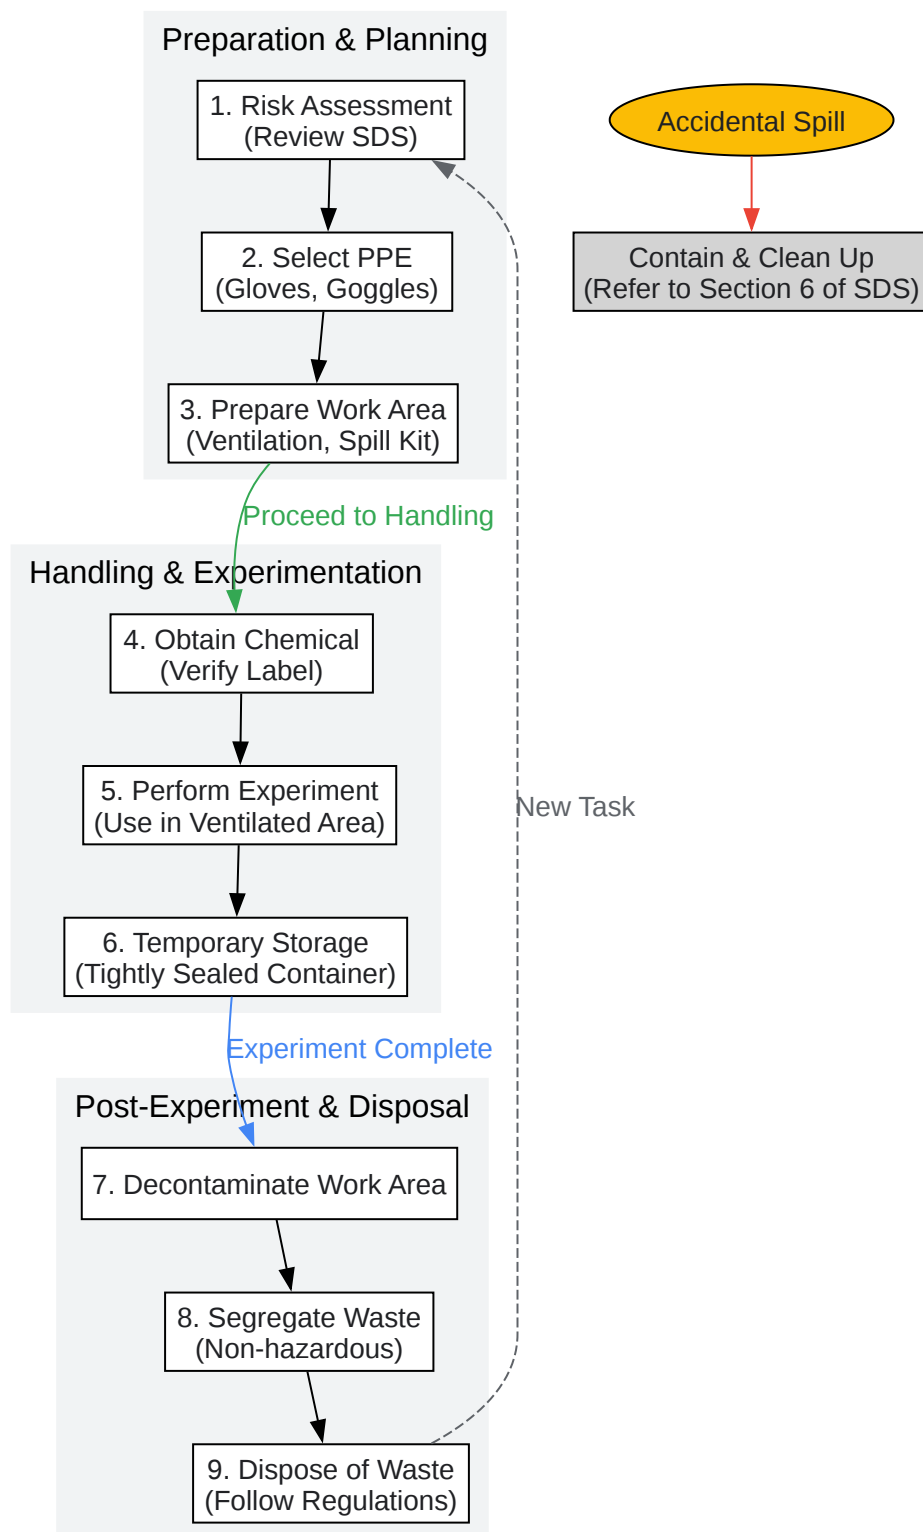 Preparation & Planning
1. Risk Assessment
(Review SDS)
Accidental Spill
2. Select PPE
(Gloves, Goggles)
Contain & Clean Up
(Refer to Section 6 of SDS)
3. Prepare Work Area
(Ventilation, Spill Kit)
Proceed to Handling
Handling & Experimentation
4. Obtain Chemical
(Verify Label)
5. Perform Experiment
(Use in Ventilated Area)
New Task
6. Temporary Storage
(Tightly Sealed Container)
Experiment Complete
Post-Experiment & Disposal
7. Decontaminate Work Area
8. Segregate Waste
(Non-hazardous)
9. Dispose of Waste
(Follow Regulations)